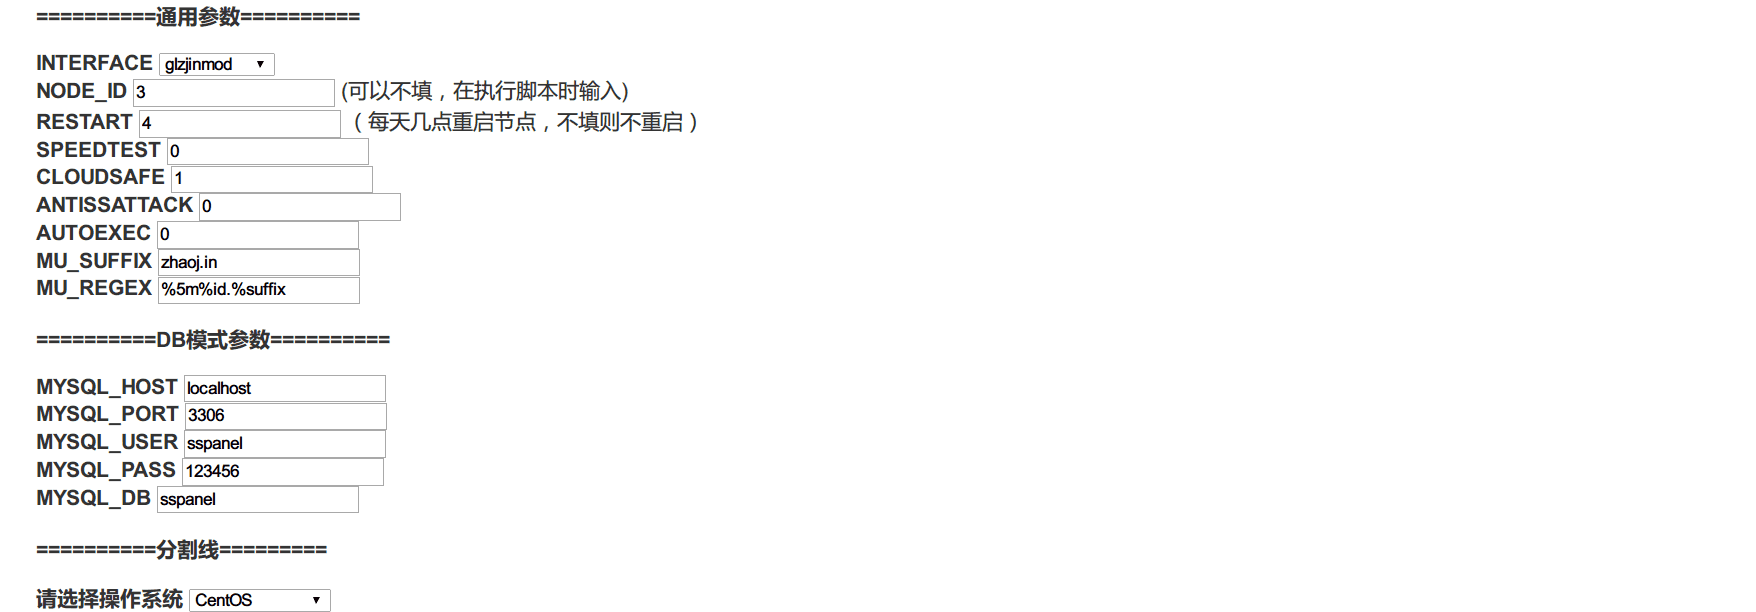 ==========通用参数==========
INTERFACE glzjinmod
NODE_ID 3 (可以不填，在执行脚本时输入)
RESTART 4 （每天几点重启节点，不填则不重启）
SPEEDTEST 0
CLOUDSAFE 1
ANTISSATTACK 0
AUTOEXEC 0
MU_SUFFIX zhaoj.in
MU_REGEX %5m%id.%suffix
==========DB模式参数==========
MYSQL_HOST localhost
MYSQL_PORT 3306
MYSQL_USER sspanel
MYSQL_PASS 123456
MYSQL_DB sspanel
==========分割线=========
请选择操作系统 CentOS